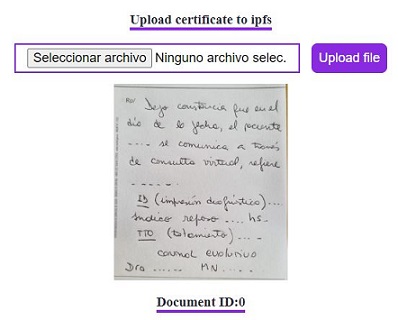 Upload certificate to ipfs
Seleccionar archivo Ninguno archivo selec.
Upload file
Rp/ Dejo constancia que en el
día de la fecha, el paciente
.... se comunica a través
de consulta virtual, refiere
......
ID (impresión diagnóstica)....
Indico reposo .... hs.
TTO (tratamiento)....
control evolutivo
Dra ...... MN.....
Document ID:0